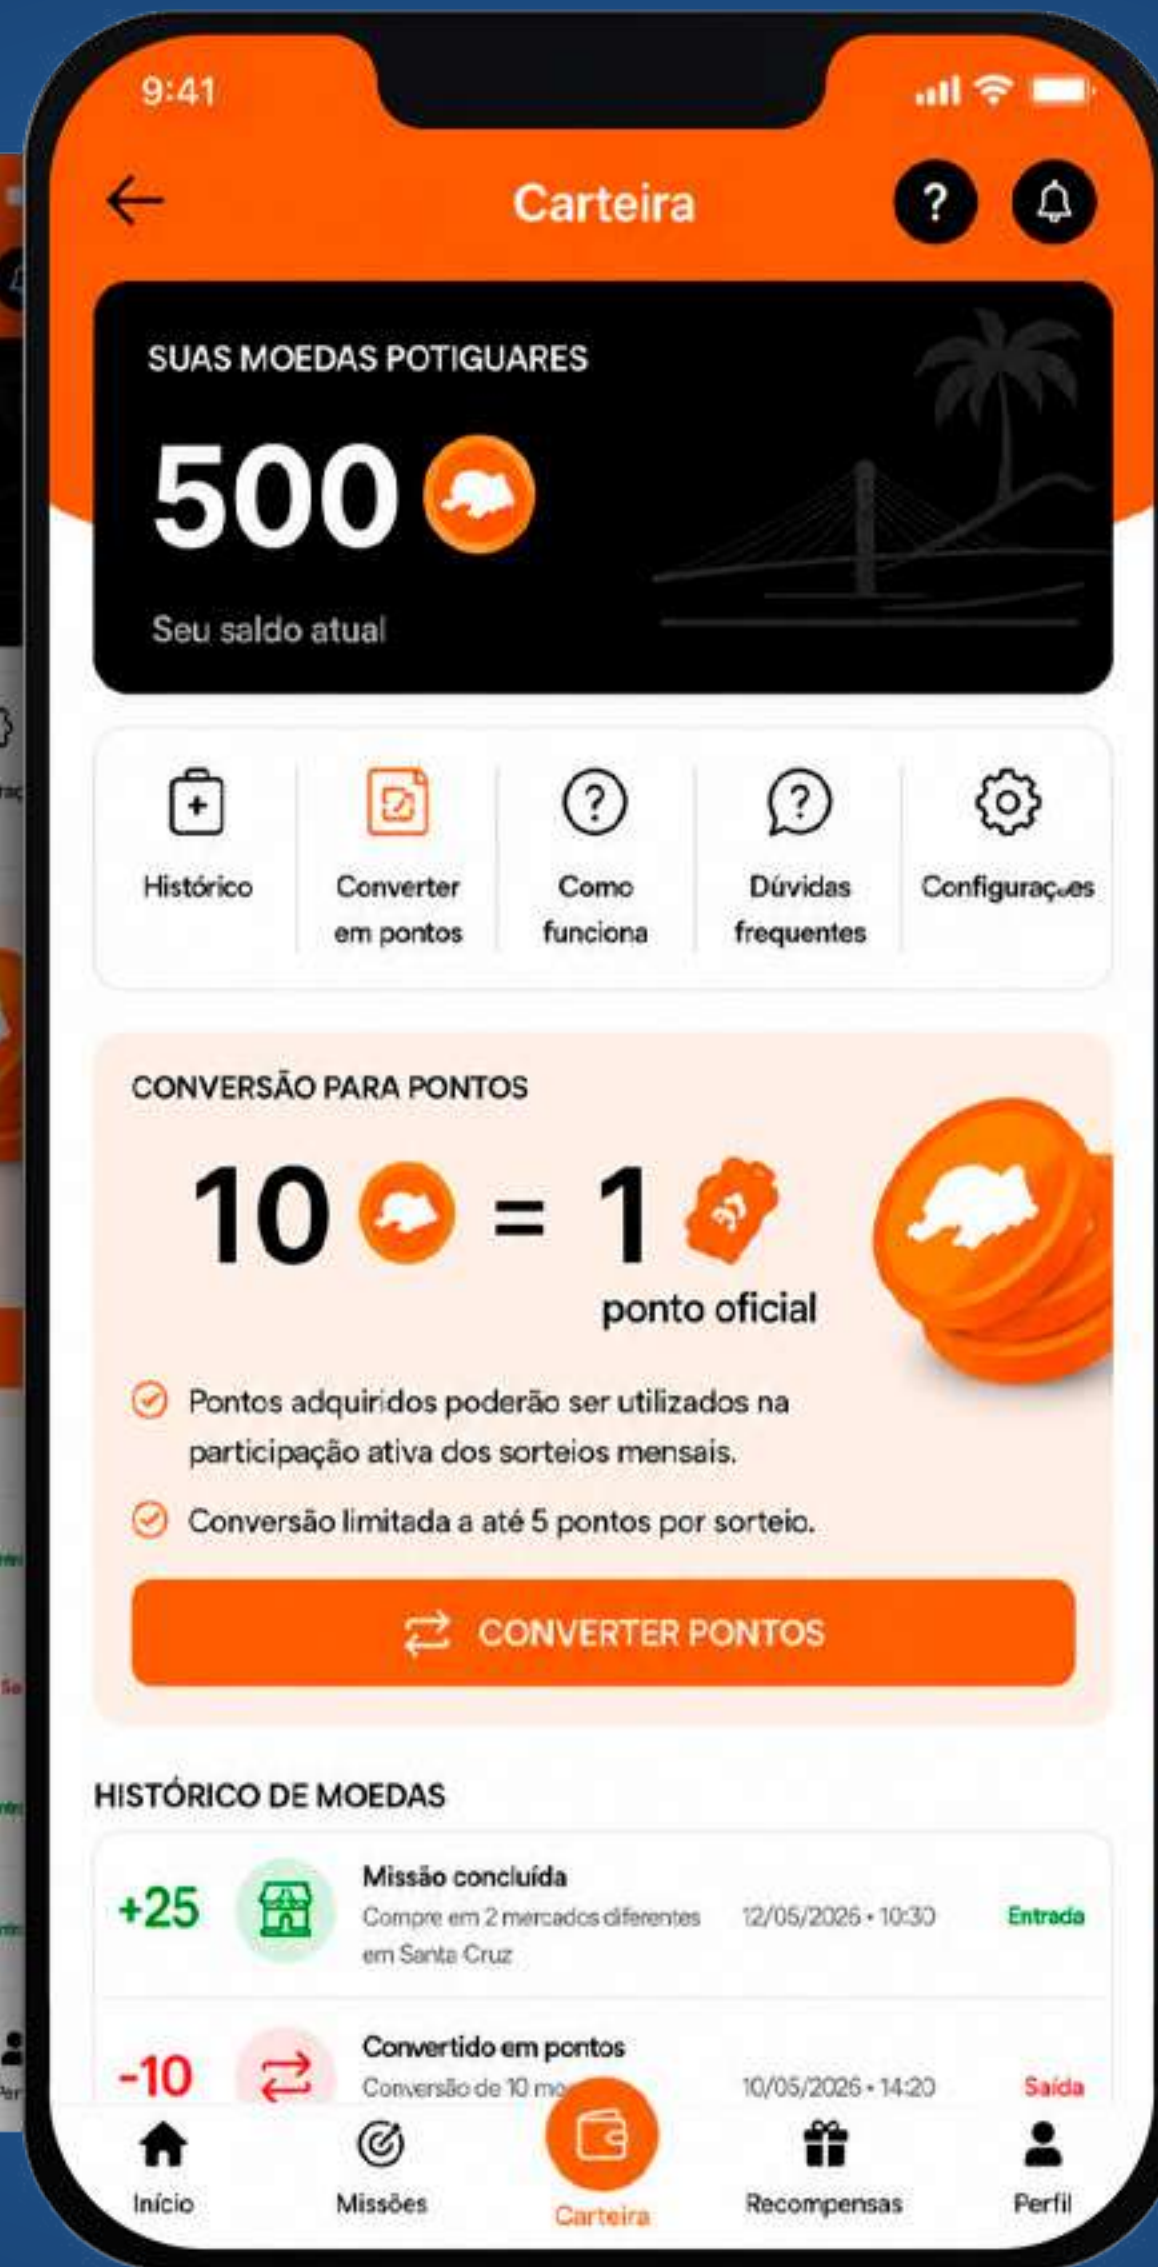 9:41
Carteira
?
SUAS MOEDAS POTIGUARES
500
Seu saldo atual
Histórico
Converter
em pontos
Como
funciona
Dúvidas
frequentes
CONVERSÃO PARA PONTOS
10 = 1
ponto oficial
Pontos adquiridos poderão ser utilizados na
participação ativa dos sorteios mensais.
Conversão limitada a até 5 pontos por sorteio.
CONVERTER PONTOS
HISTÓRICO DE MOEDAS
+25
Missão concluída
Compre em 2 mercados diferentes
em Santa Cruz
12/05/2026 • 10:30
Entrada
-10
Convertido em pontos
Conversão de 10
10/05/2026 • 14:20
Saída
Início
Missões
Carteira
Recompensas
Perfil